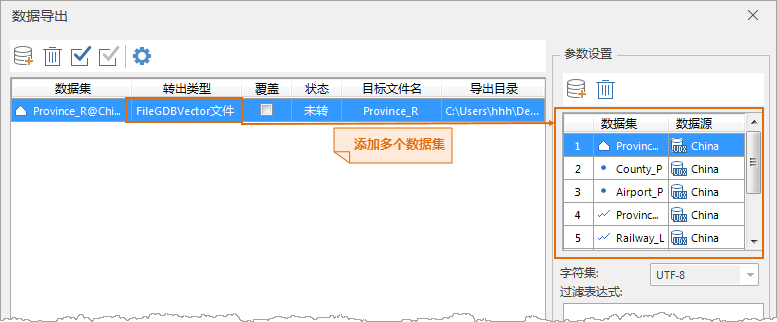 数据导出
参数设置
数据集 转出类型 覆盖 状态 目标文件名 导出目录
Province_R@Chi... FileGDBVector文件 未转 Province_R C:\Users\hhh\De...
添加多个数据集
数据集 数据源
1 Provinc... China
2 County_P China
3 Airport_P China
4 Provinc... China
5 Railway_L China
字符集: UTF-8
过滤表达式: